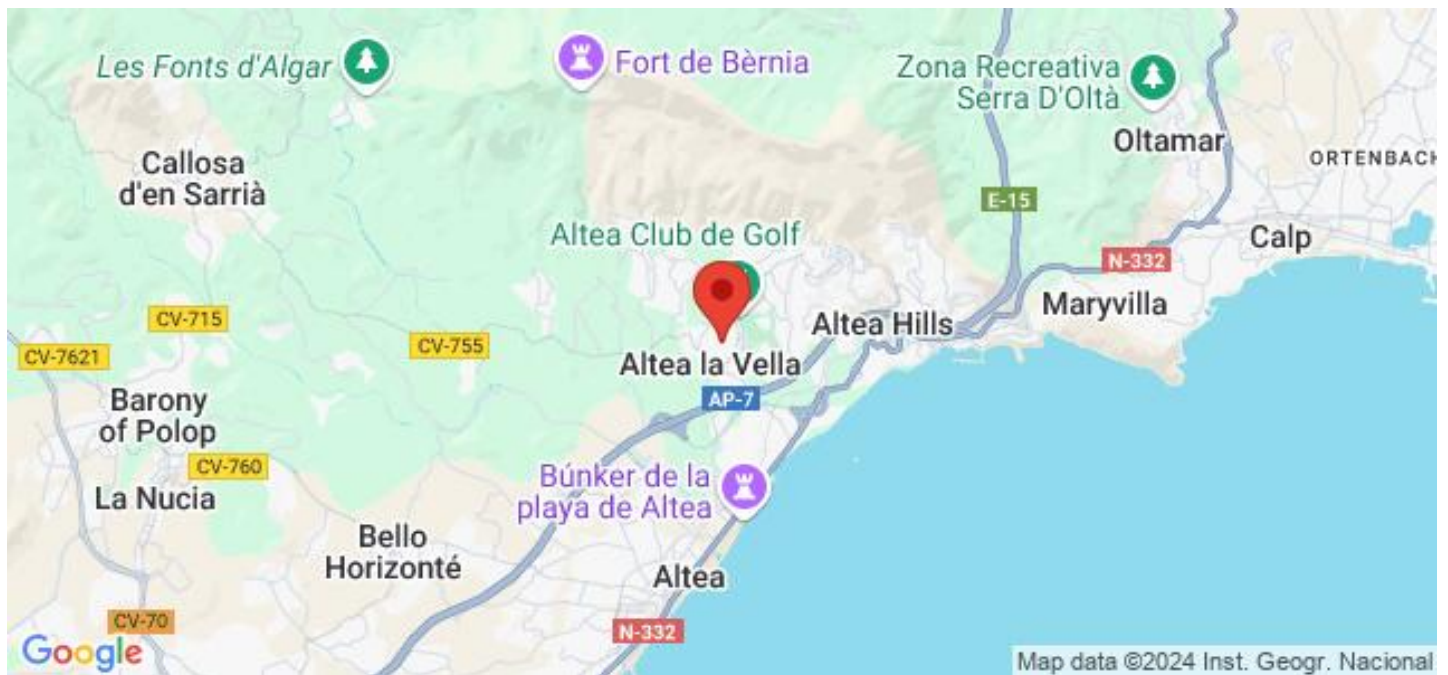 Les Fonts d'Algar
Fort de Bèrnia
Zona Recreativa
Serra D'Oltà
Oltamar
ORTENBACH
Callosa
d'en Sarrià
E-15
Altea Club de Golf
Calp
N-332
Maryvilla
CV-715
Altea Hills
CV-755
CV-7621
Altea la Vella
AP-7
Barony
of Polop
CV-760
Búnker de la
playa de Altea
La Nucia
Bello
Horizonté
Altea
CV-70
N-332
Google
Map data ©2024 Inst. Geogr. Nacional